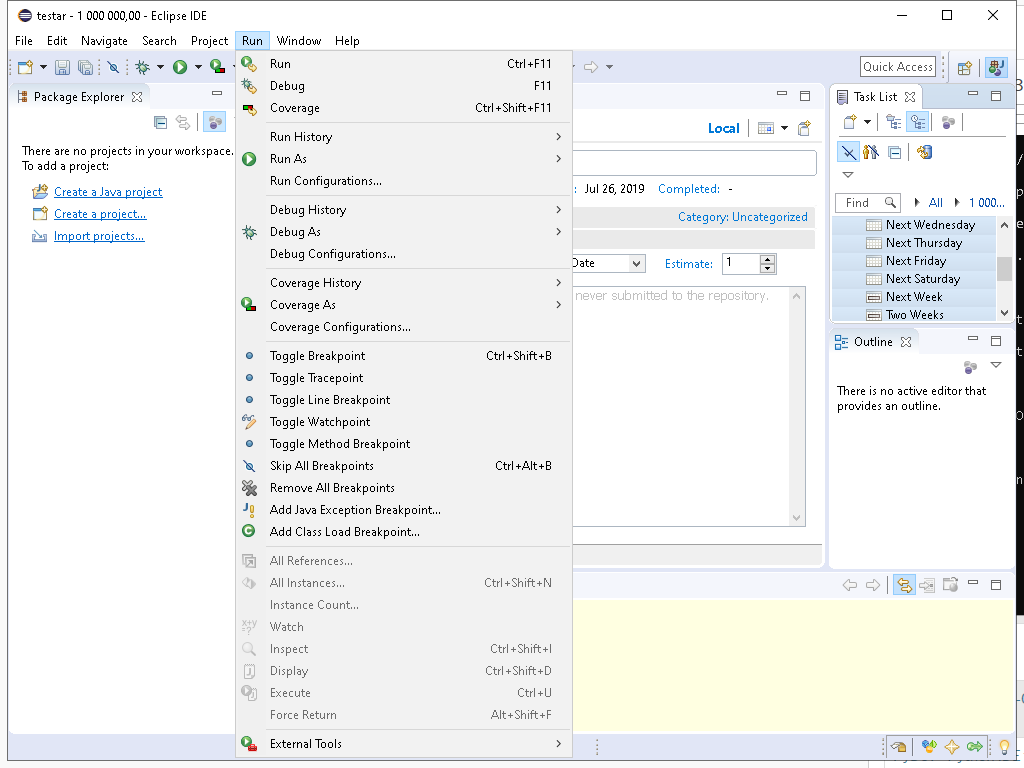 testar - 1 000 000,00 - Eclipse IDE
File Edit Navigate Search Project Run Window Help
Quick Access
Package Explorer
There are no projects in your workspace.
To add a project:
Create a Java project
Create a project...
Import projects...
Run Ctrl+F11
Debug F11
Coverage Ctrl+Shift+F11
Run History
Run As
Run Configurations...
Debug History
Debug As
Debug Configurations...
Coverage History
Coverage As
Coverage Configurations...
Toggle Breakpoint Ctrl+Shift+B
Toggle Tracepoint
Toggle Line Breakpoint
Toggle Watchpoint
Toggle Method Breakpoint
Skip All Breakpoints Ctrl+Alt+B
Remove All Breakpoints
Add Java Exception Breakpoint...
Add Class Load Breakpoint...
All References...
All Instances... Ctrl+Shift+N
Instance Count...
Watch
Inspect Ctrl+Shift+I
Display Ctrl+Shift+D
Execute Ctrl+U
Force Return Alt+Shift+F
External Tools
Local
: Jul 26, 2019 Completed: -
Category: Uncategorized
Date Estimate: 1
never submitted to the repository.
Task List
Find All 1 000...
Next Wednesday
Next Thursday
Next Friday
Next Saturday
Next Week
Two Weeks
Outline
There is no active editor that
provides an outline.